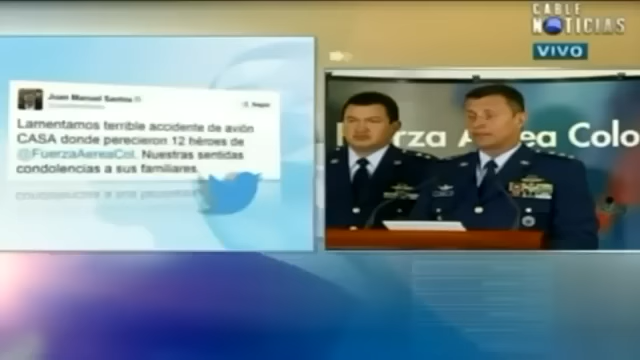 CABLE
NOTICIAS
VIVO
Juan Manuel Santos
Lamentamos terrible accidente de avión
CASA donde perecieron 12 héroes de
@FuerzaAereaCol. Nuestras sentidas
condolencias a sus familiares
Fuerza Aérea Colo